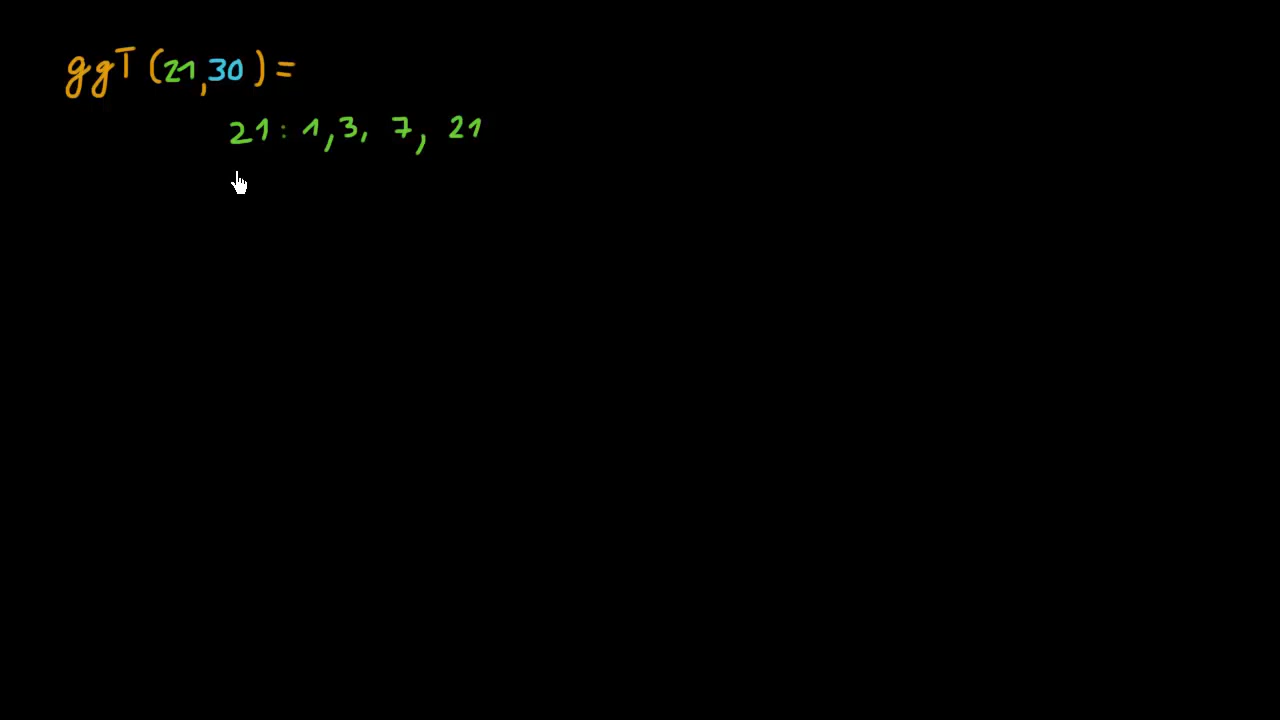 ggT (21,30) =
21: 1, 3, 7, 21